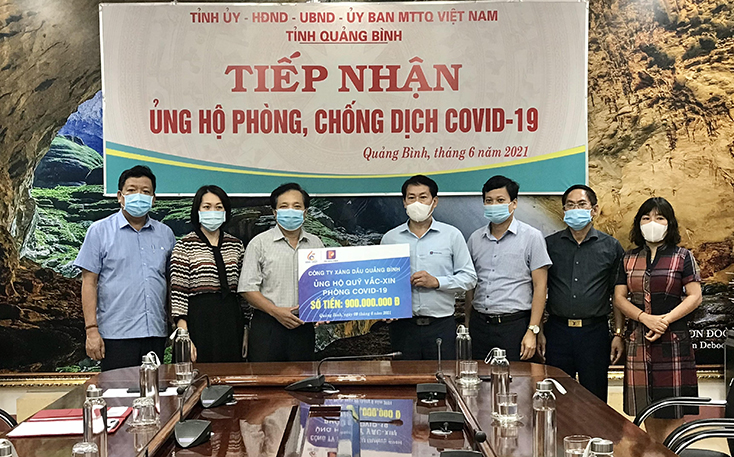 TỈNH ỦY - HĐND - UBND - ỦY BAN MTTQ VIỆT NAM
TỈNH QUẢNG BÌNH
TIẾP NHẬN
ỦNG HỘ PHÒNG, CHỐNG DỊCH COVID-19
Quảng Bình, tháng 6 năm 2021
CÔNG TY XĂNG DẦU QUẢNG BÌNH
ỦNG HỘ QUỸ VẮC-XIN
PHÒNG COVID-19
SỐ TIỀN: 900.000.000 Đ